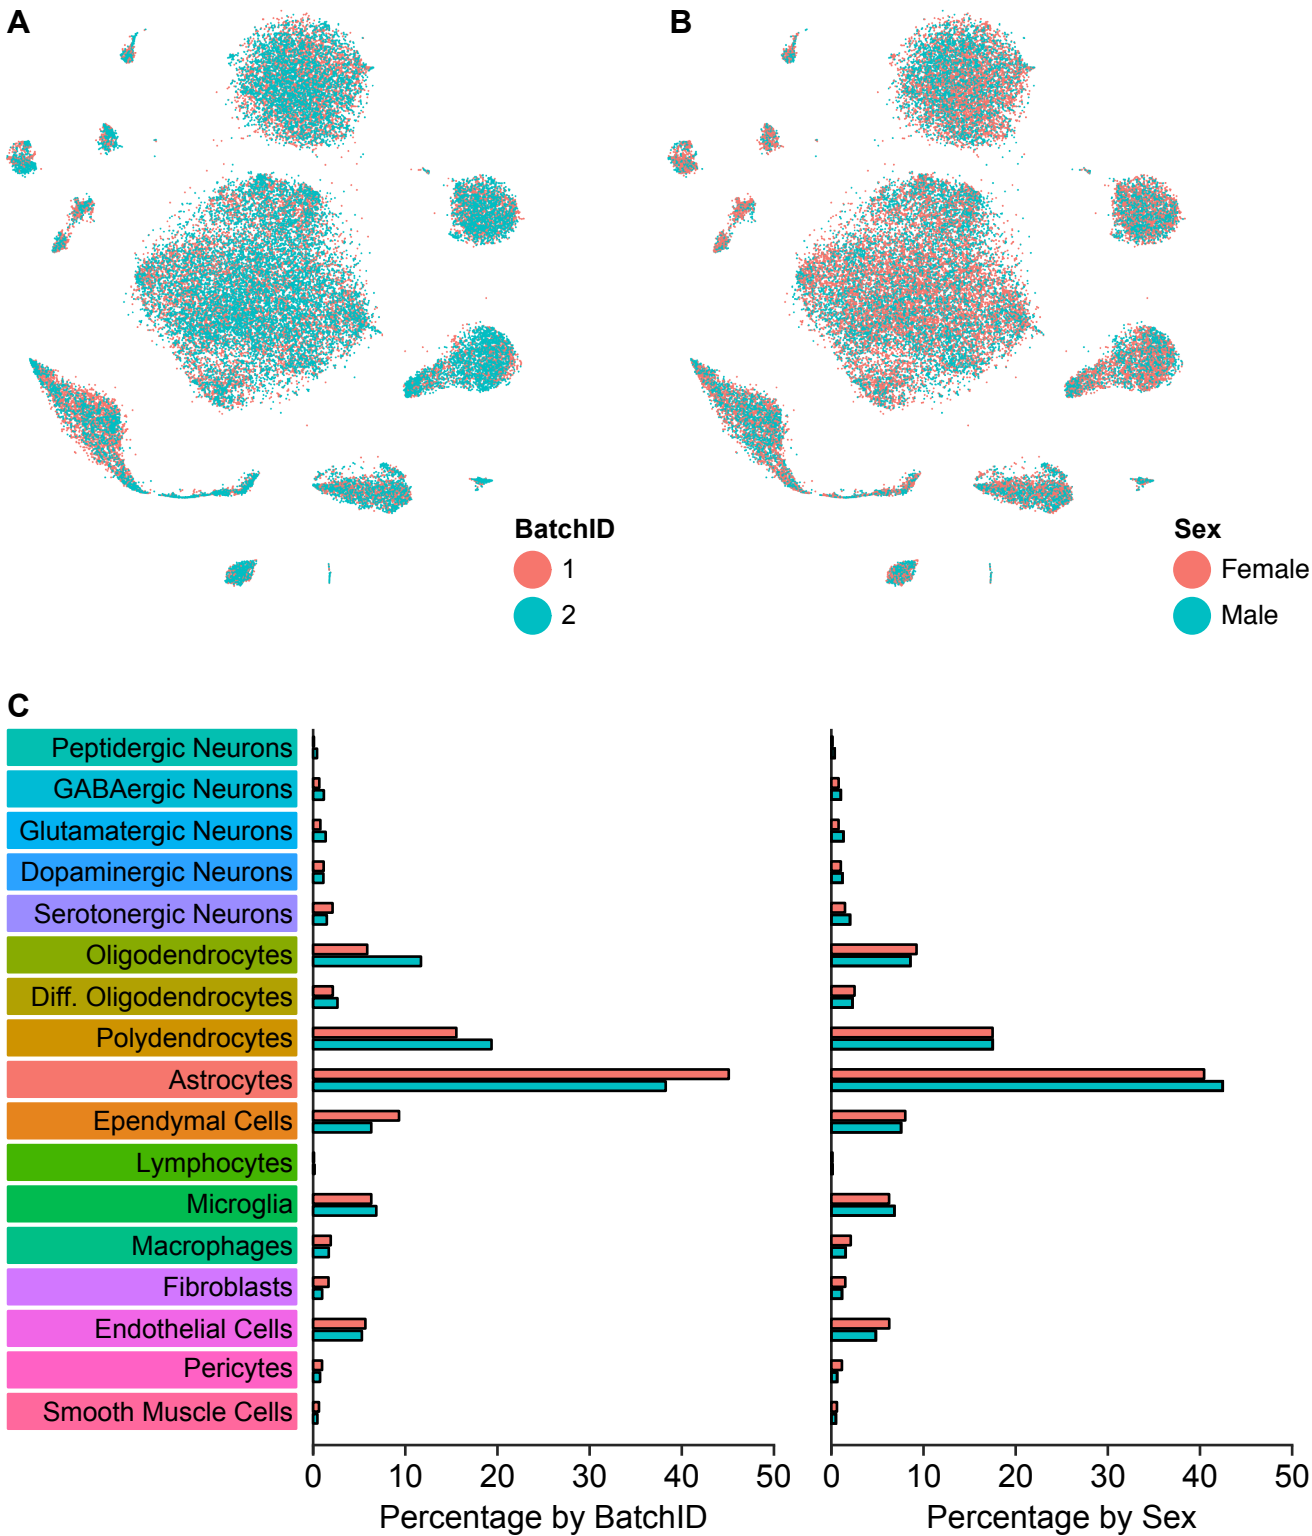 A
B
BatchID
1
2
Sex
Female
Male
C
Peptidergic Neurons
GABAergic Neurons
Glutamatergic Neurons
Dopaminergic Neurons
Serotonergic Neurons
Oligodendrocytes
Diff. Oligodendrocytes
Polydendrocytes
Astrocytes
Ependymal Cells
Lymphocytes
Microglia
Macrophages
Fibroblasts
Endothelial Cells
Pericytes
Smooth Muscle Cells
0 10 20 30 40 50
Percentage by BatchID
0 10 20 30 40 50
Percentage by Sex